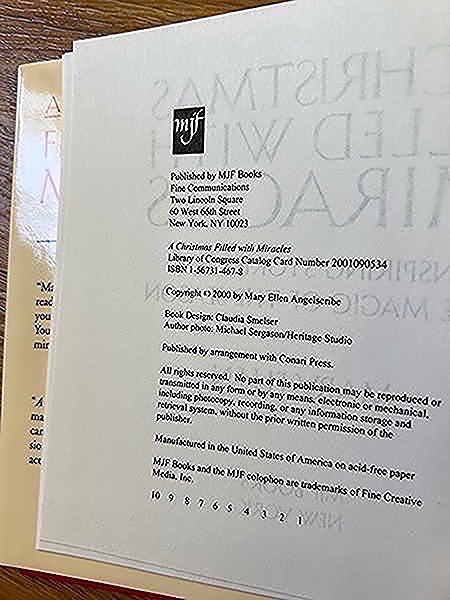 mjf
Published by MJF Books
Fine Communications
Two Lincoln Square
60 West 66th Street
New York, NY 10023
A Christmas Filled with Miracles
Library of Congress Catalog Card Number 2001090534
ISBN 1-56731-467-8
Copyright © 2000 by Mary Ellen Angelscribe
Book Design: Claudia Smelser
Author photo: Michael Sergason/Heritage Studio
Published by arrangement with Conari Press.
All rights reserved. No part of this publication may be reproduced or
transmitted in any form or by any means, electronic or mechanical,
including photocopy, recording, or any information storage and
retrieval system, without the prior written permission of the
publisher.
Manufactured in the United States of America on acid-free paper
MJF Books and the MJF colophon are trademarks of Fine Creative
Media, Inc.
10 9 8 7 6 5 4 3 2 1